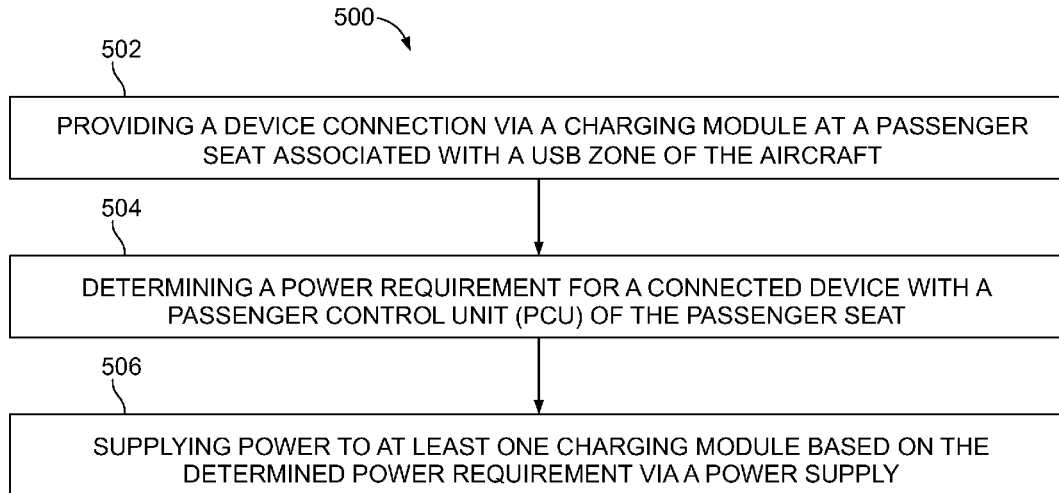 500
502
PROVIDING A DEVICE CONNECTION VIA A CHARGING MODULE AT A PASSENGER
SEAT ASSOCIATED WITH A USB ZONE OF THE AIRCRAFT
504
DETERMINING A POWER REQUIREMENT FOR A CONNECTED DEVICE WITH A
PASSENGER CONTROL UNIT (PCU) OF THE PASSENGER SEAT
506
SUPPLYING POWER TO AT LEAST ONE CHARGING MODULE BASED ON THE
DETERMINED POWER REQUIREMENT VIA A POWER SUPPLY